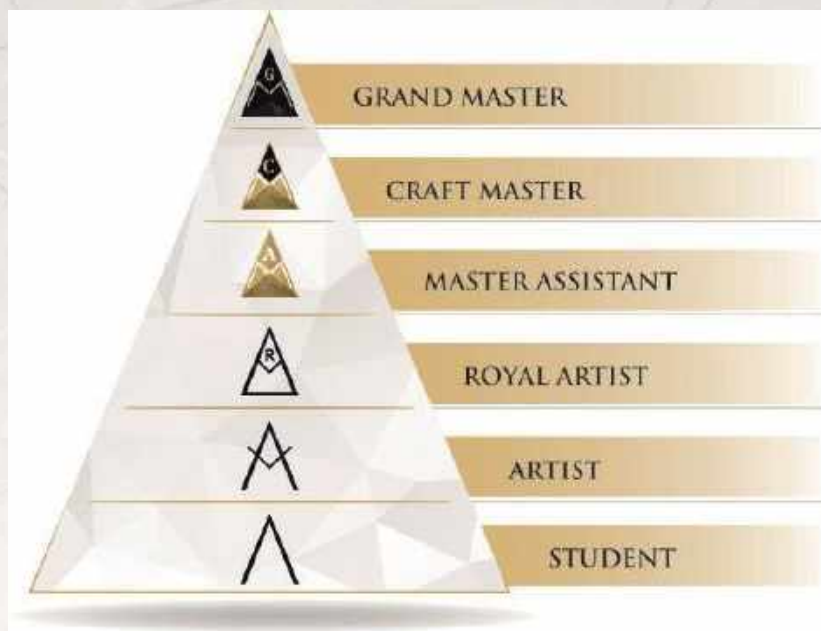 G
GRAND MASTER
C
CRAFT MASTER
A
MASTER ASSISTANT
R
ROYAL ARTIST
ARTIST
STUDENT